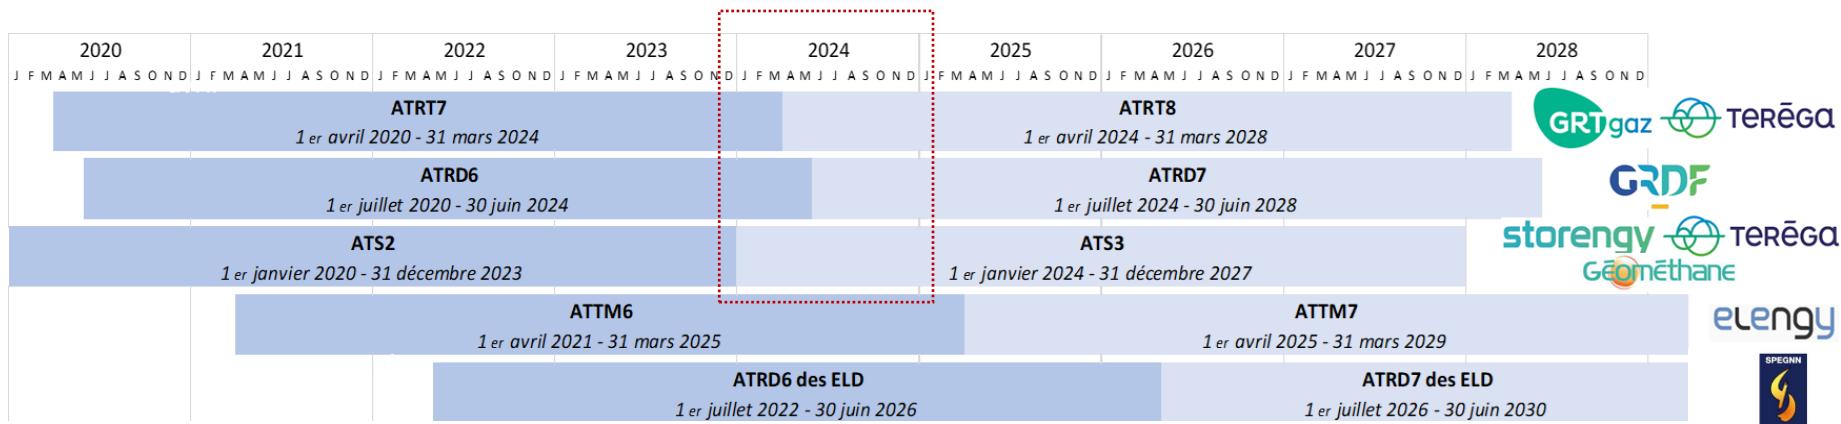 2020 2021 2022 2023 2024 2025 2026 2027 2028
J F M A M J J A S O N D J F M A M J J A S O N D J F M A M J J A S O N D J F M A M J J A S O N D J F M A M J J A S O N D J F M A M J J A S O N D J F M A M J J A S O N D J F M A M J J A S O N D J F M A M J J A S O N D
ATRT7 ATRT8
1 er avril 2020 - 31 mars 2024 1 er avril 2024 - 31 mars 2028
GRTgaz TERĒGA
ATRD6 ATRD7
1 er juillet 2020 - 30 juin 2024 1 er juillet 2024 - 30 juin 2028
GRDF
ATS2 ATS3
1 er janvier 2020 - 31 décembre 2023 1 er janvier 2024 - 31 décembre 2027
storengy TERĒGA
Géométhane
ATTM6 ATTM7
1 er avril 2021 - 31 mars 2025 1 er avril 2025 - 31 mars 2029
eLengy
ATRD6 des ELD ATRD7 des ELD
1 er juillet 2022 - 30 juin 2026 1 er juillet 2026 - 30 juin 2030
SPEGNN